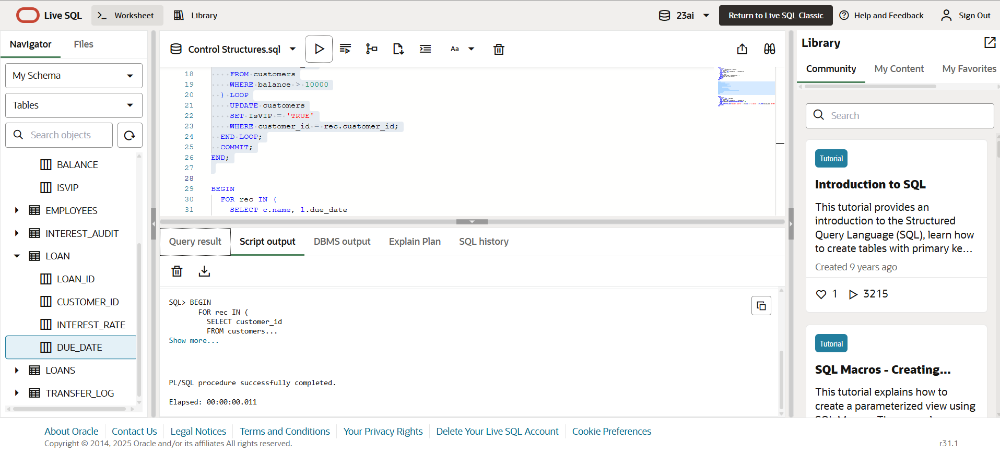 Live SQL
Worksheet
Library
23ai
Return to Live SQL Classic
Help and Feedback
Sign Out
Navigator
Files
My Schema
Tables
Search objects
BALANCE
ISVIP
EMPLOYEES
INTEREST_AUDIT
LOAN
LOAN_ID
CUSTOMER_ID
INTEREST_RATE
DUE_DATE
LOANS
TRANSFER_LOG
Control Structures.sql
Aa
18 FROM customers
19 WHERE balance > 10000
20 ) LOOP
21 UPDATE customers
22 SET IsVIP = 'TRUE'
23 WHERE customer_id = rec.customer_id;
24 END LOOP;
25 COMMIT;
26 END;
27
28
29 BEGIN
30 FOR rec IN (
31 SELECT c.name, l.due_date
Query result
Script output
DBMS output
Explain Plan
SQL history
SQL> BEGIN
FOR rec IN (
SELECT customer_id
FROM customers...
Show more...
PL/SQL procedure successfully completed.
Elapsed: 00:00:00.011
Library
Community
My Content
My Favorites
Search
Tutorial
Introduction to SQL
This tutorial provides an
introduction to the Structured
Query Language (SQL), learn how
to create tables with primary ke...
Created 9 years ago
1
3215
Tutorial
SQL Macros - Creating...
This tutorial explains how to
create a parameterized view using
About Oracle
Contact Us
Legal Notices
Terms and Conditions
Your Privacy Rights
Delete Your Live SQL Account
Cookie Preferences
Copyright © 2014, 2025 Oracle and/or its affiliates All rights reserved.
r31.1